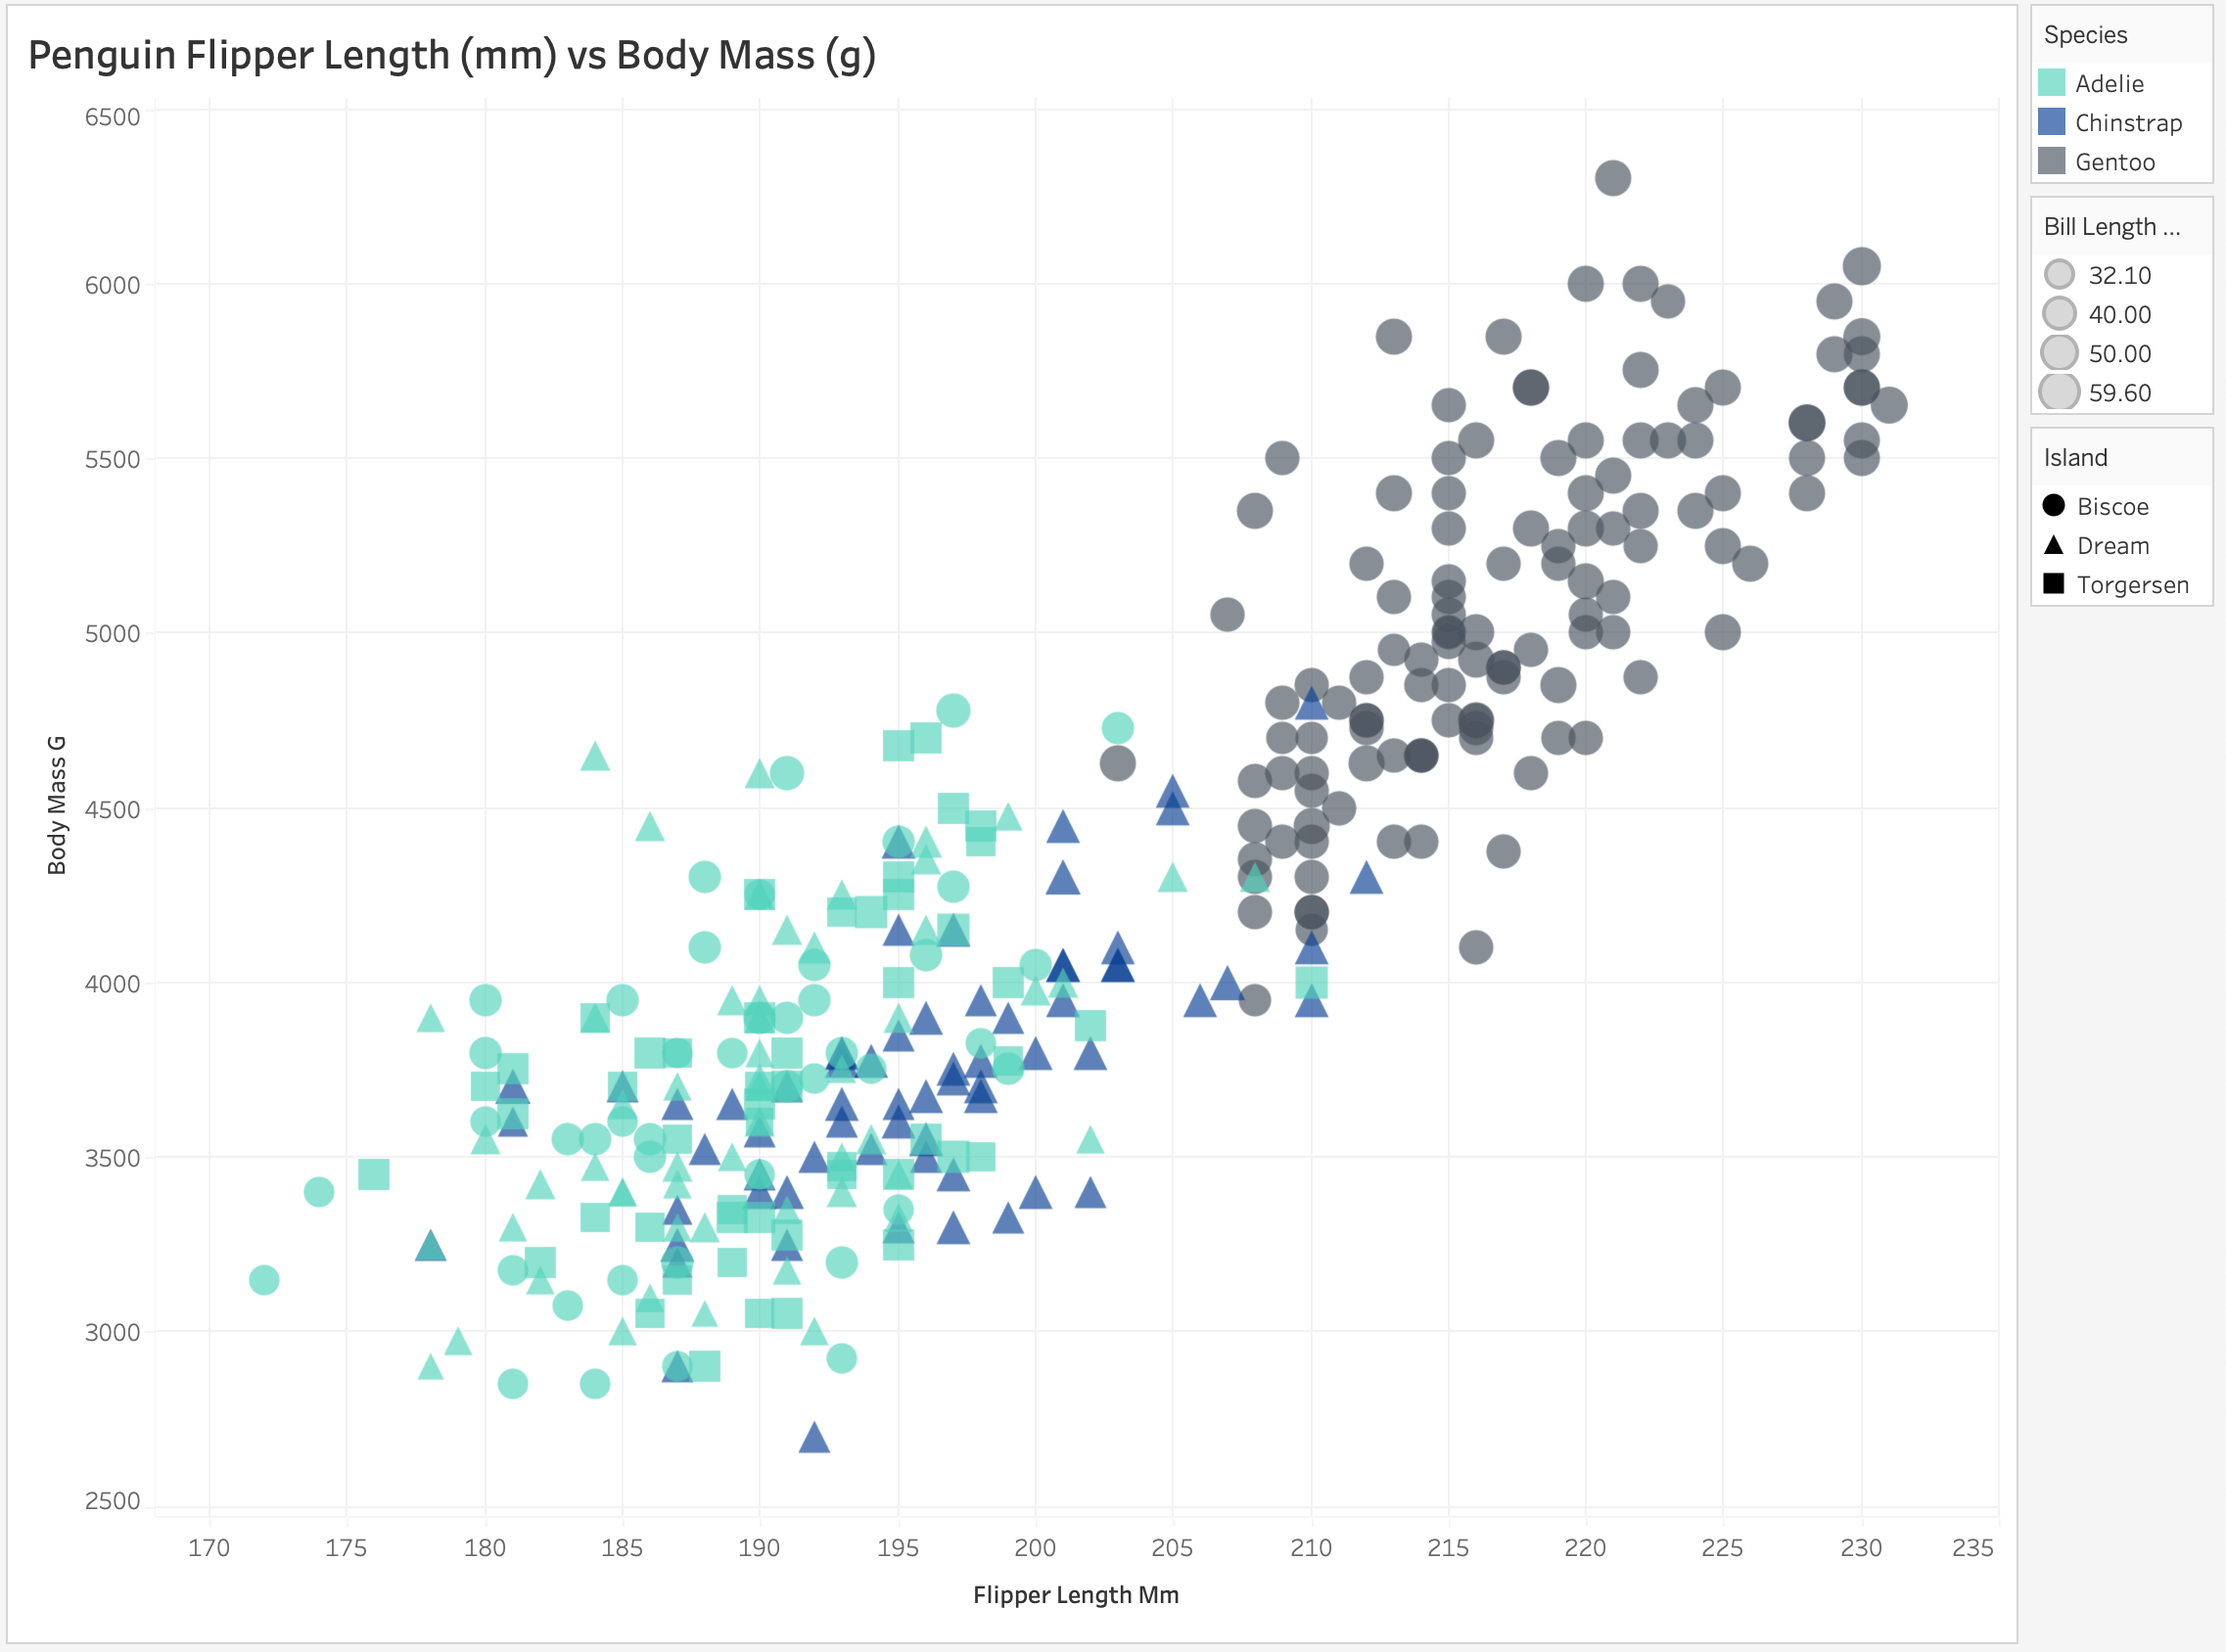 Penguin Flipper Length (mm) vs Body Mass (g)
Species
Adelie
Chinstrap
Gentoo
Bill Length ...
32.10
40.00
50.00
59.60
Island
Biscoe
Dream
Torgersen
Body Mass G
6500
6000
5500
5000
4500
4000
3500
3000
2500
170 175 180 185 190 195 200 205 210 215 220 225 230 235
Flipper Length Mm